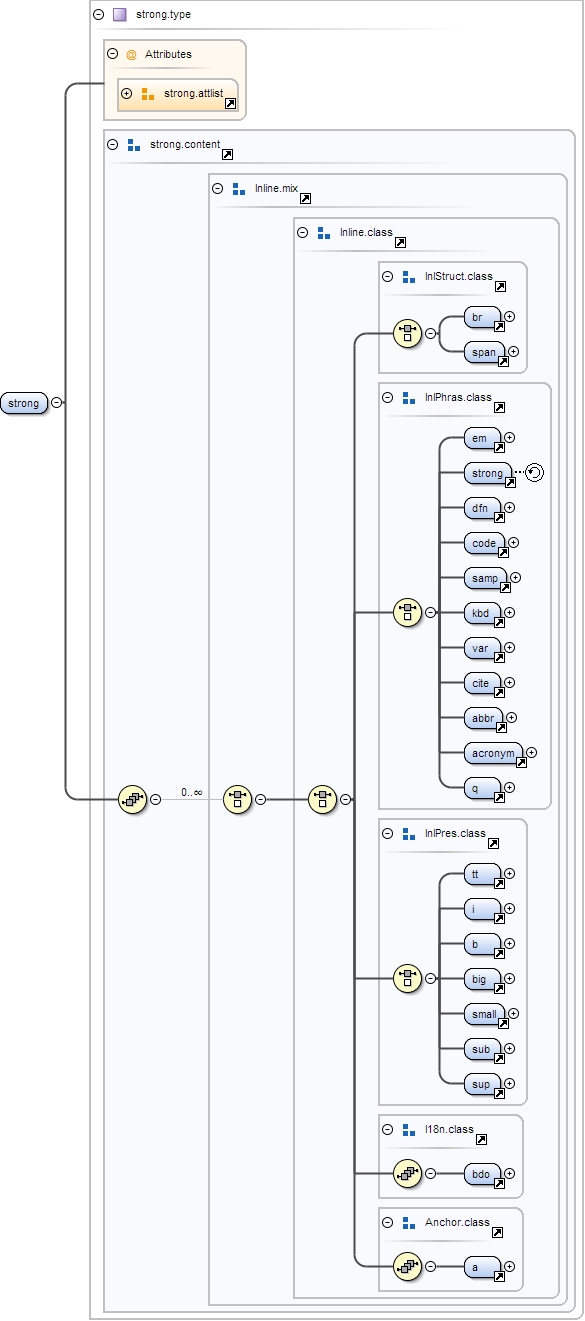 strong.type
@ Attributes
strong.attlist
strong.content
Inline.mix
Inline.class
InlStruct.class
br
span
InlPhras.class
em
strong
dfn
code
samp
kbd
var
cite
abbr
acronym
q
strong
0..∞
InlPres.class
tt
i
b
big
small
sub
sup
I18n.class
bdo
Anchor.class
a